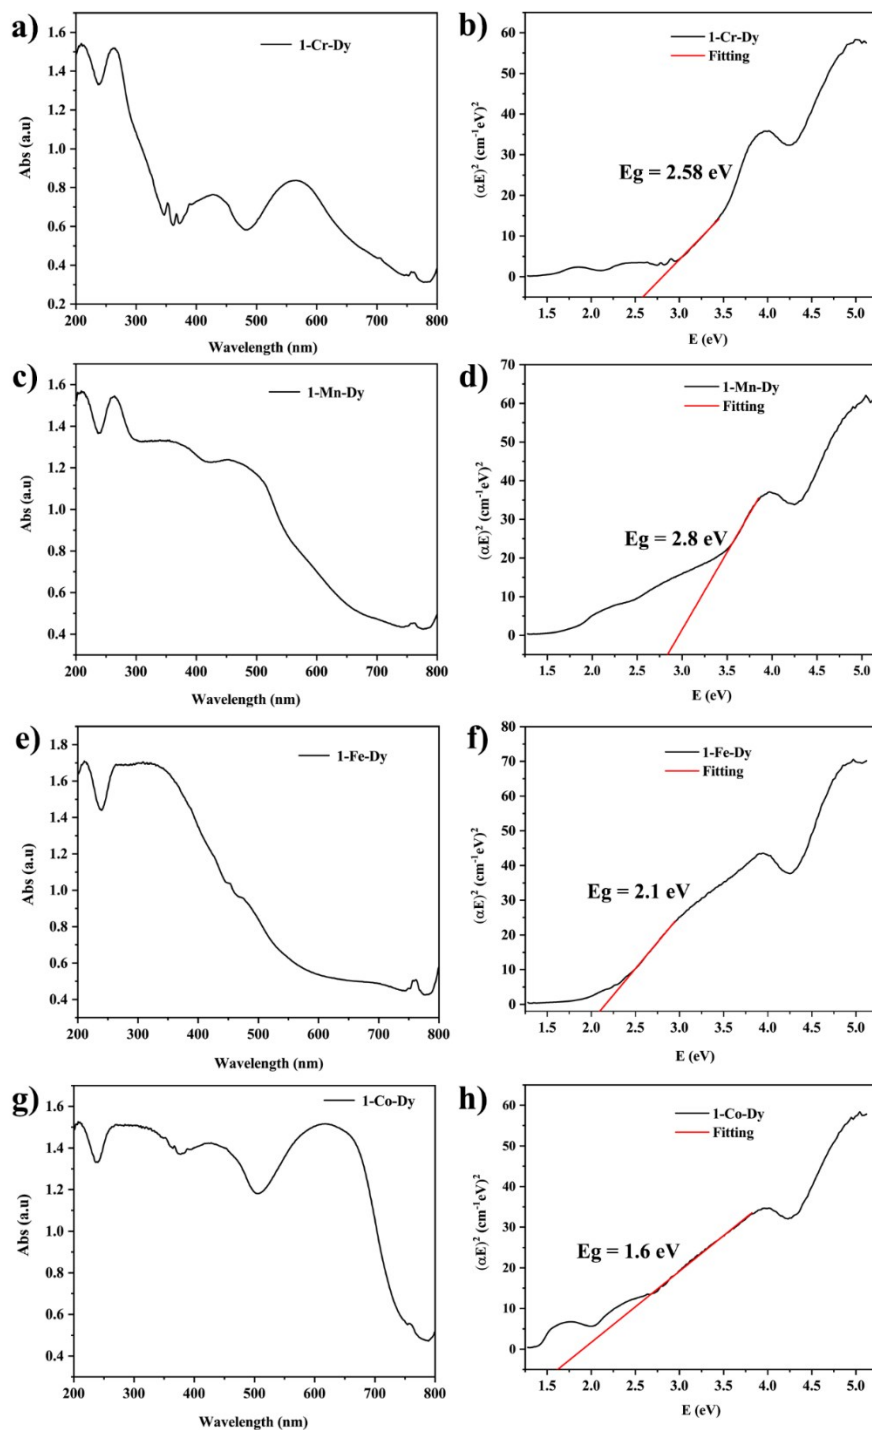 a)
1-Cr-Dy
Abs (a.u)
1.6
1.4
1.2
1.0
0.8
0.6
0.4
0.2
200 300 400 500 600 700 800
Wavelength (nm)
b)
1-Cr-Dy
Fitting
Eg = 2.58 eV
(αE)² (cm⁻¹eV)²
60
50
40
30
20
10
0
1.5 2.0 2.5 3.0 3.5 4.0 4.5 5.0
E (eV)
c)
1-Mn-Dy
Abs (a.u)
1.6
1.4
1.2
1.0
0.8
0.6
0.4
200 300 400 500 600 700 800
Wavelength (nm)
d)
1-Mn-Dy
Fitting
Eg = 2.8 eV
(αE)² (cm⁻¹eV)²
70
60
50
40
30
20
10
0
1.5 2.0 2.5 3.0 3.5 4.0 4.5 5.0
E (eV)
e)
1-Fe-Dy
Abs (a.u)
1.8
1.6
1.4
1.2
1.0
0.8
0.6
0.4
200 300 400 500 600 700 800
Wavelength (nm)
f)
1-Fe-Dy
Fitting
Eg = 2.1 eV
(αE)² (cm⁻¹eV)²
80
70
60
50
40
30
20
10
0
1.5 2.0 2.5 3.0 3.5 4.0 4.5 5.0
E (eV)
g)
1-Co-Dy
Abs (a.u)
1.6
1.4
1.2
1.0
0.8
0.6
0.4
200 300 400 500 600 700 800
Wavelength (nm)
h)
1-Co-Dy
Fitting
Eg = 1.6 eV
(αE)² (cm⁻¹eV)²
60
50
40
30
20
10
0
1.5 2.0 2.5 3.0 3.5 4.0 4.5 5.0
E (eV)